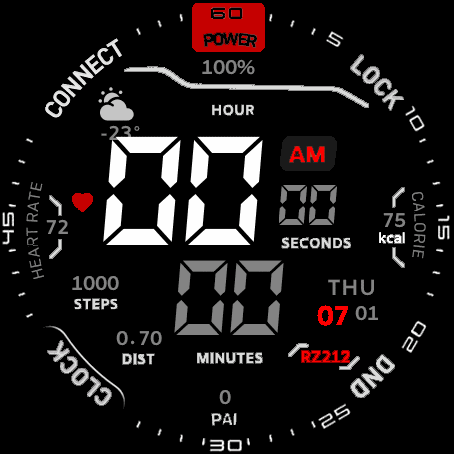 60
POWER
5
CONNECT
100%
LOCK
HOUR
10
-23°
00
AM
00
SECONDS
HEART RATE
72
45
75
kcal
CALORIE
15
1000
STEPS
00
MINUTES
THU
07 01
0.70
DIST
RZ212
20
CLOCK
DND
0
PAI
25
30